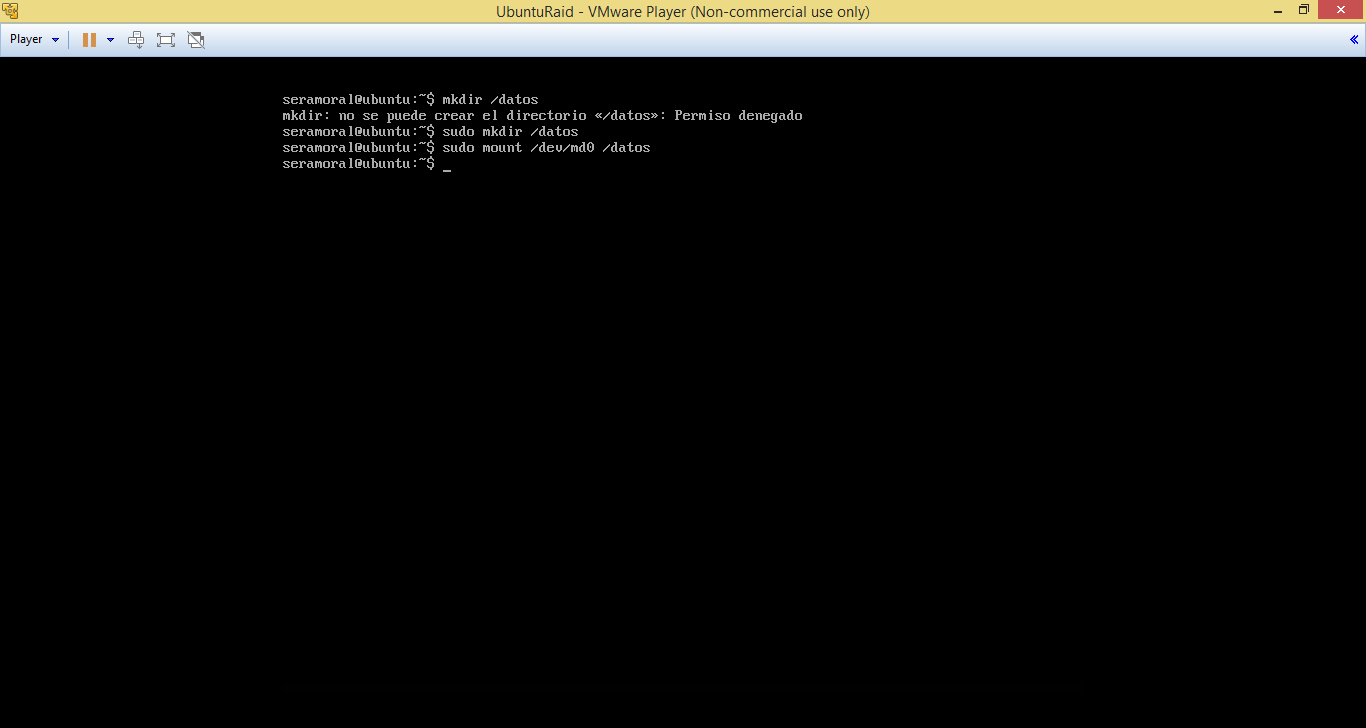 UbuntuRaid - VMware Player (Non-commercial use only)
Player
seramoral@ubuntu:~$ mkdir /datos
mkdir: no se puede crear el directorio «/datos»: Permiso denegado
seramoral@ubuntu:~$ sudo mkdir /datos
seramoral@ubuntu:~$ sudo mount /dev/md0 /datos
seramoral@ubuntu:~$ _